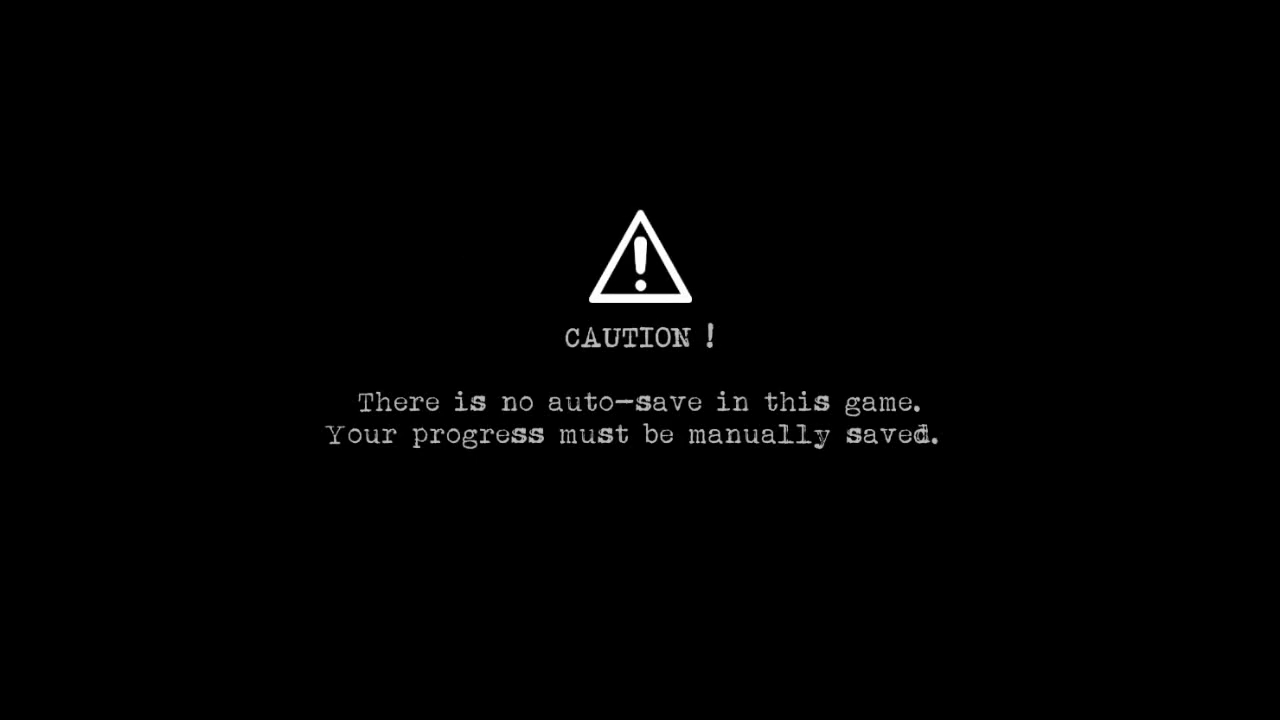 CAUTION !
There is no auto-save in this game.
Your progress must be manually saved.